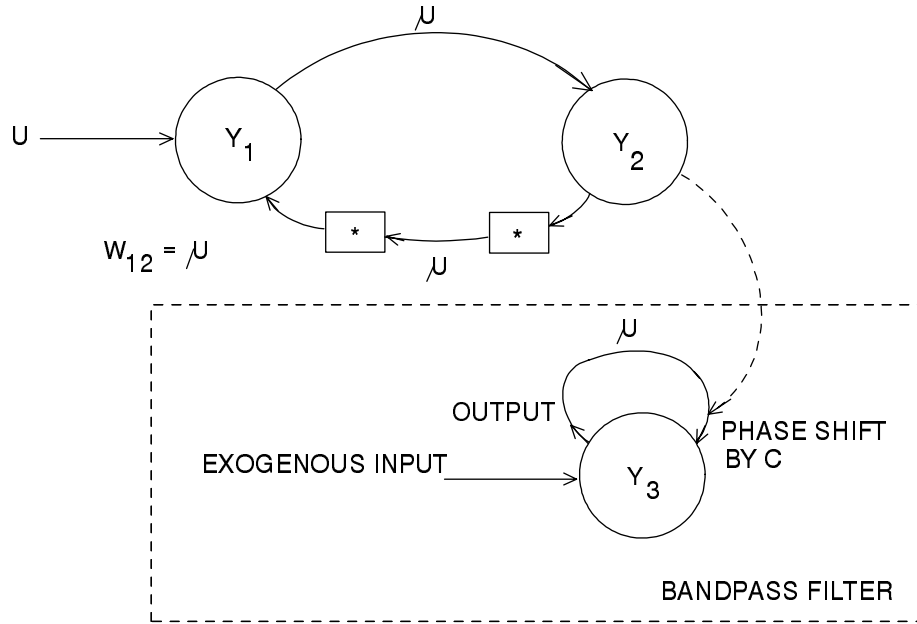 μ
U
Y1
Y2
*
*
W12 = μ
μ
μ
OUTPUT
PHASE SHIFT
BY C
EXOGENOUS INPUT
Y3
BANDPASS FILTER